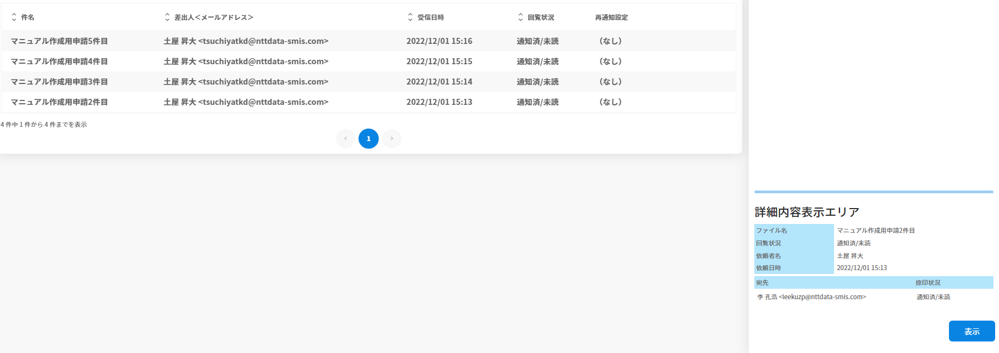 件名 差出人＜メールアドレス＞ 受信日時 回覧状況 再通知設定
マニュアル作成用申請5件目 土屋 昇大 <tsuchiyatkd@nttdata-smis.com> 2022/12/01 15:16 通知済/未読 （なし）
マニュアル作成用申請4件目 土屋 昇大 <tsuchiyatkd@nttdata-smis.com> 2022/12/01 15:15 通知済/未読 （なし）
マニュアル作成用申請3件目 土屋 昇大 <tsuchiyatkd@nttdata-smis.com> 2022/12/01 15:14 通知済/未読 （なし）
マニュアル作成用申請2件目 土屋 昇大 <tsuchiyatkd@nttdata-smis.com> 2022/12/01 15:13 通知済/未読 （なし）
4 件中 1 件から 4 件までを表示
‹ 1 ›
詳細内容表示エリア
ファイル名 マニュアル作成用申請2件目
回覧状況 通知済/未読
依頼者名 土屋 昇大
依頼日時 2022/12/01 15:13
宛先 捺印状況
李 孔浩 <leekuzp@nttdata-smis.com> 通知済/未読
表示